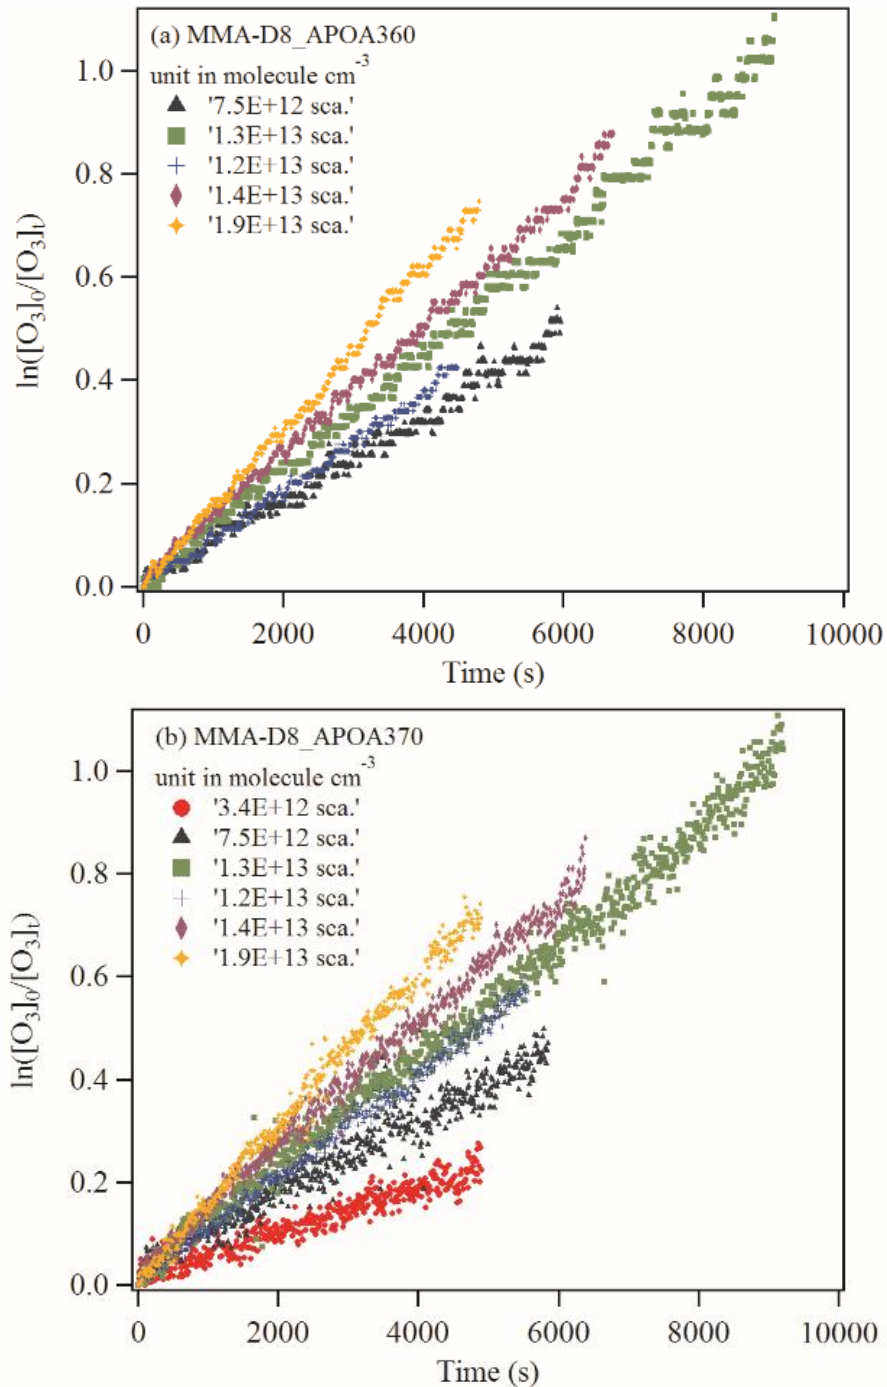 (a) MMA-D8_APOA360
unit in molecule cm⁻³
'7.5E+12 sca.'
'1.3E+13 sca.'
'1.2E+13 sca.'
'1.4E+13 sca.'
'1.9E+13 sca.'
1.0
0.8
0.6
0.4
0.2
0.0
ln([O₃]₀/[O₃]ₜ)
0 2000 4000 6000 8000 10000
Time (s)
(b) MMA-D8_APOA370
unit in molecule cm⁻³
'3.4E+12 sca.'
'7.5E+12 sca.'
'1.3E+13 sca.'
'1.2E+13 sca.'
'1.4E+13 sca.'
'1.9E+13 sca.'
1.0
0.8
0.6
0.4
0.2
0.0
ln([O₃]₀/[O₃]ₜ)
0 2000 4000 6000 8000 10000
Time (s)